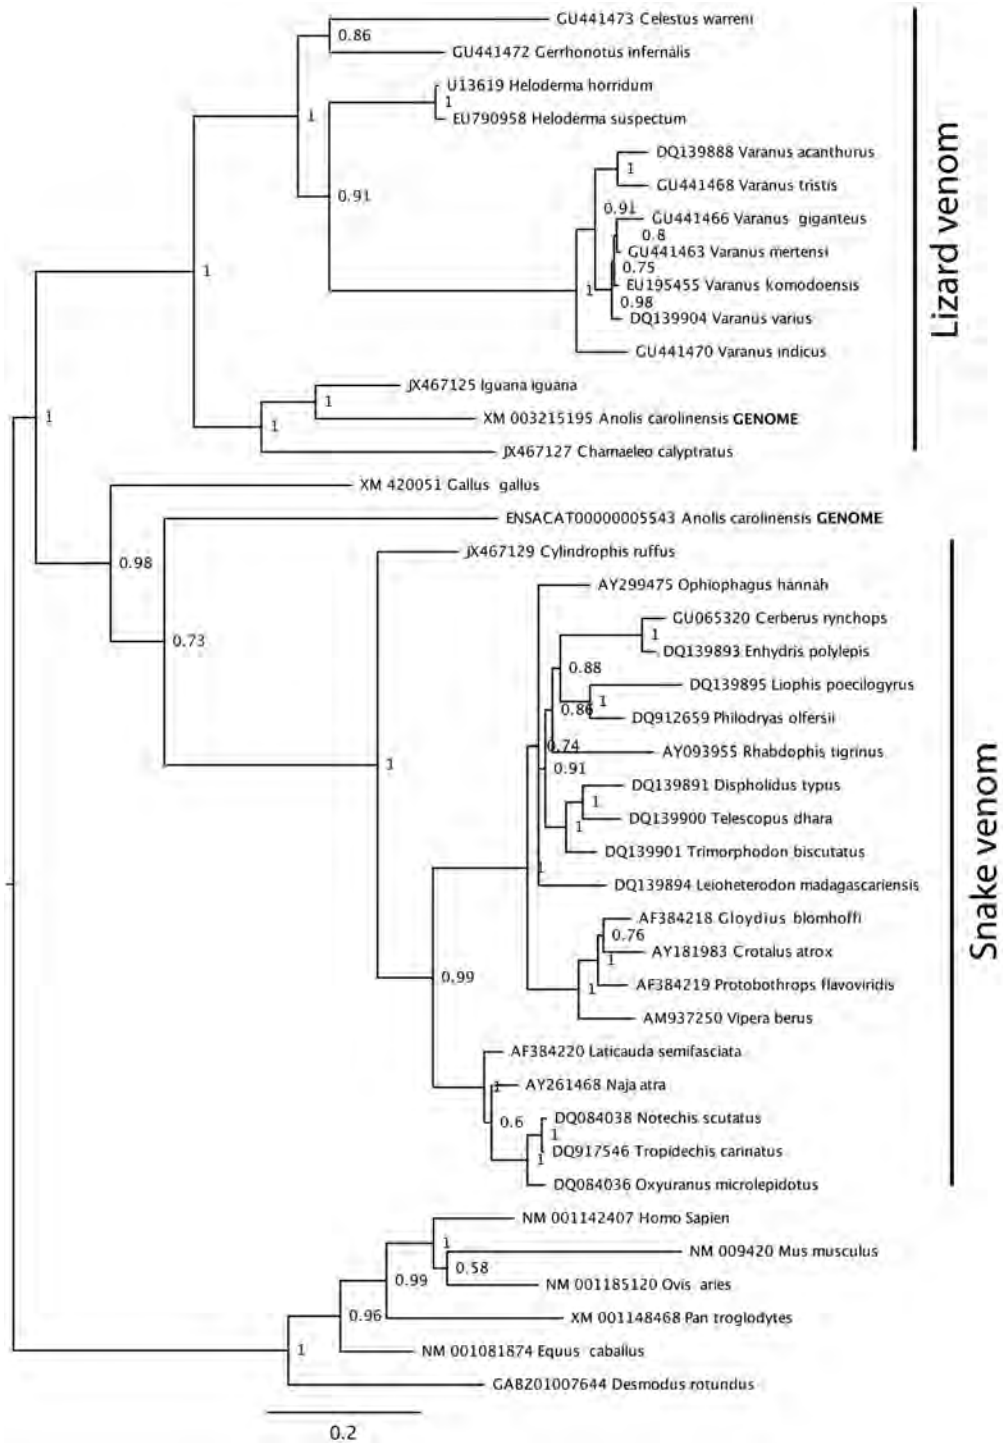 GU441473 Celestus warreni
0.86
GU441472 Gerrhonotus infernalis
U13619 Heloderma horridum
1
1
EU790958 Heloderma suspectum
DQ139888 Varanus acanthurus
1
GU441468 Varanus tristis
0.91
0.91
GU441466 Varanus giganteus
0.8
GU441463 Varanus mertensi
0.75
1
EU195455 Varanus komodoensis
1
0.98
DQ139904 Varanus varius
GU441470 Varanus indicus
JX467125 Iguana iguana
1
1
XM 003215195 Anolis carolinensis GENOME
1
JX467127 Chamaeleo calyptratus
Lizard venom
XM 420051 Gallus gallus
ENSACAT00000005543 Anolis carolinensis GENOME
JX467129 Cylindrophis ruffus
0.98
AY299475 Ophiophagus hannah
GU065320 Cerberus rynchops
1
0.73
DQ139893 Enhydris polylepis
0.88
DQ139895 Liophis poecilogyrus
1
0.86
DQ912659 Philodryas olfersii
0.74
AY093955 Rhabdophis tigrinus
1
0.91
DQ139891 Dispholidus typus
1
DQ139900 Telescopus dhara
1
DQ139901 Trimorphodon biscutatus
1
DQ139894 Leioheterodon madagascariensis
AF384218 Gloydius blomhoffi
0.76
AY181983 Crotalus atrox
1
0.99
AF384219 Protobothrops flavoviridis
1
AM937250 Vipera berus
AF384220 Laticauda semifasciata
1
AY261468 Naja atra
0.6
DQ084038 Notechis scutatus
1
DQ917546 Tropidechis carinatus
1
DQ084036 Oxyuranus microlepidotus
Snake venom
NM 001142407 Homo Sapien
1
NM 009420 Mus musculus
0.99
0.58
NM 001185120 Ovis aries
0.96
XM 001148468 Pan troglodytes
1
NM 001081874 Equus caballus
GABZ01007644 Desmodus rotundus
0.2